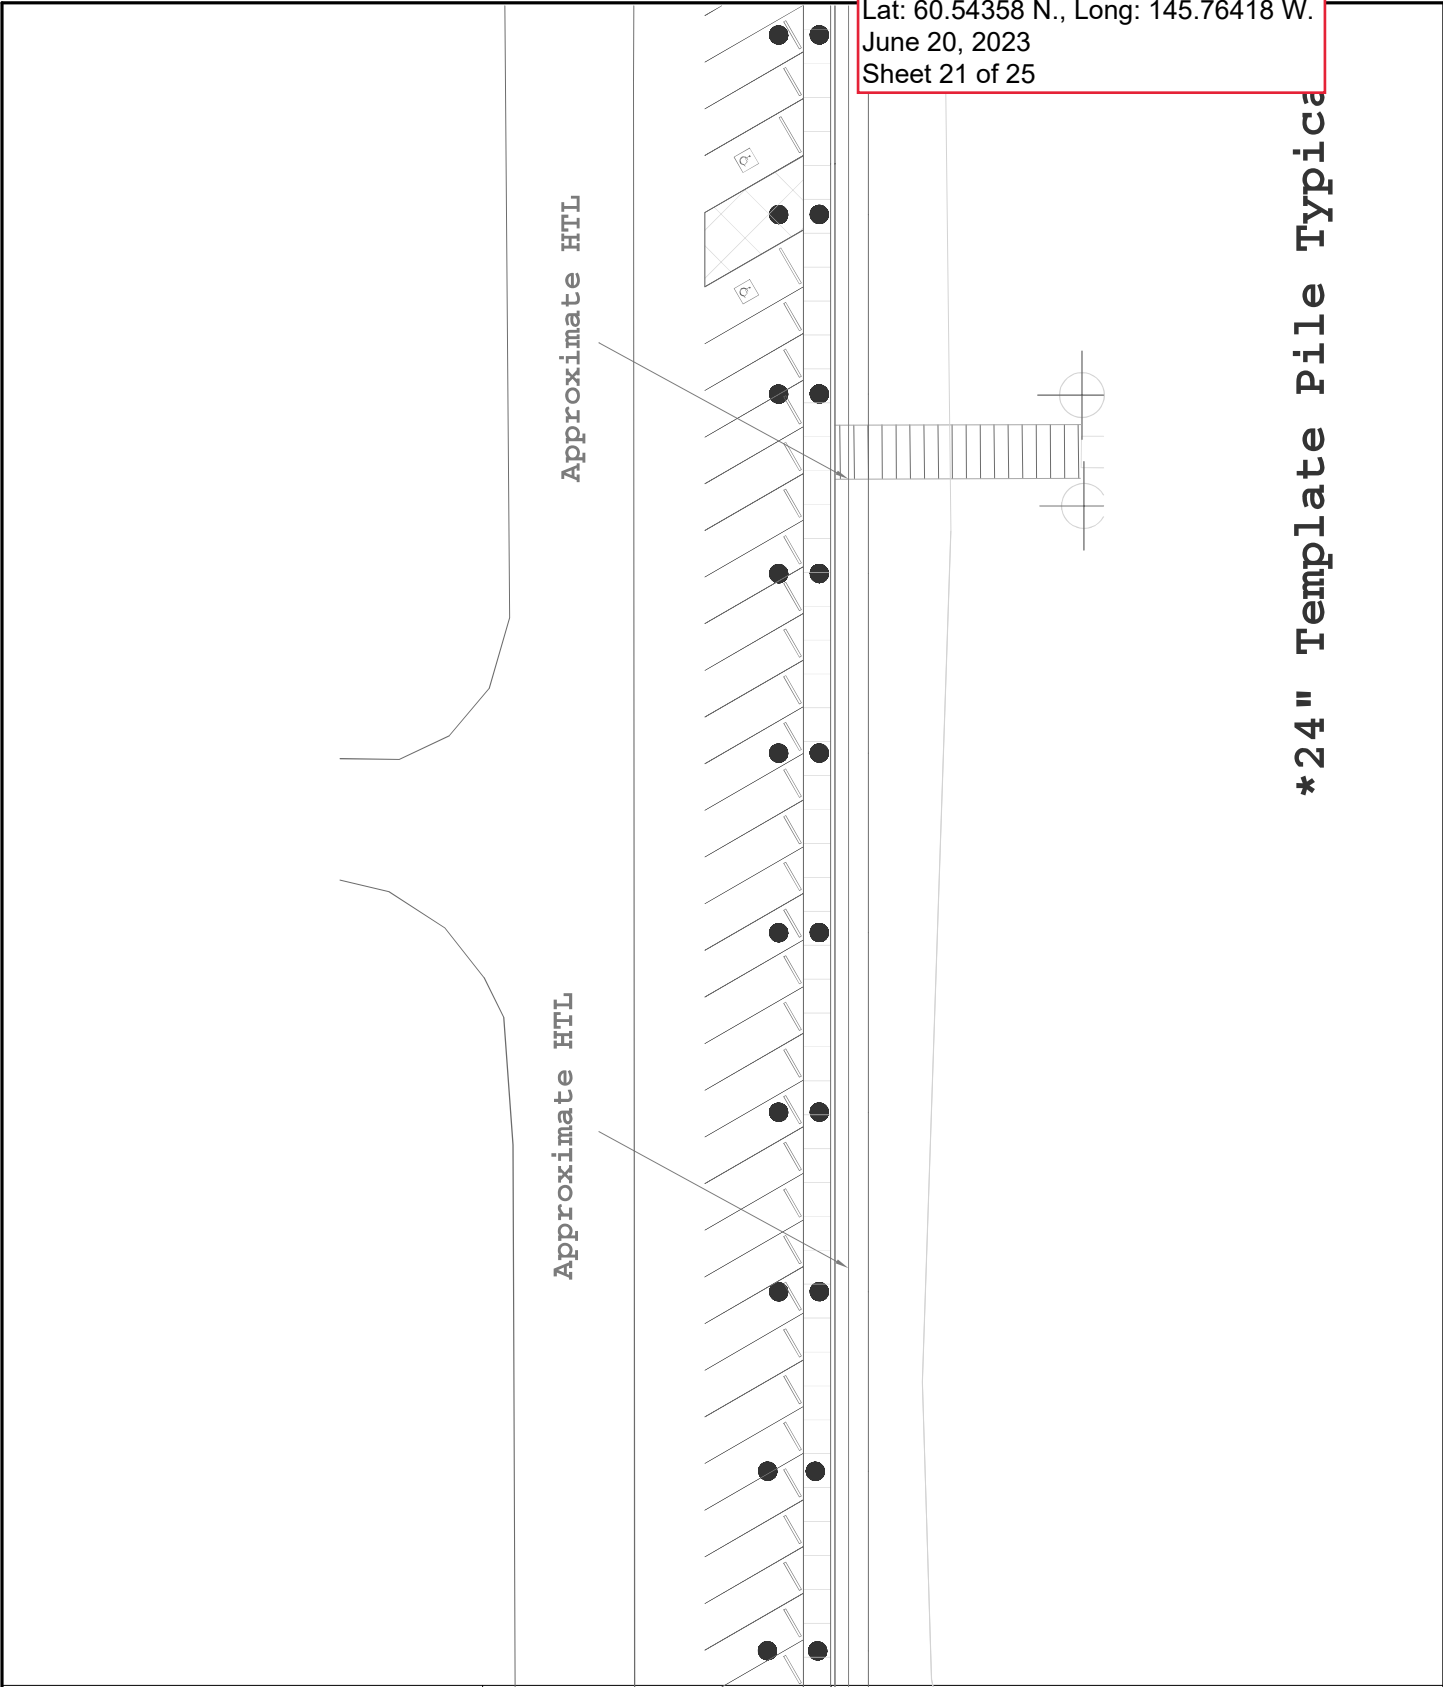 Lat: 60.54358 N., Long: 145.76418 W.
June 20, 2023
Sheet 21 of 25
Approximate HTL
Approximate HTL
*24" Template Pile Typica